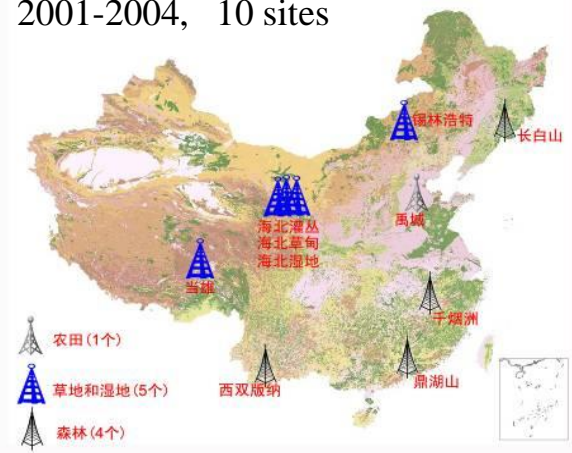 2001-2004, 10 sites
锡林浩特
长白山
禹城
海北灌丛
海北草甸
海北湿地
当雄
千烟洲
农田(1个)
西双版纳
鼎湖山
草地和湿地(5个)
森林(4个)